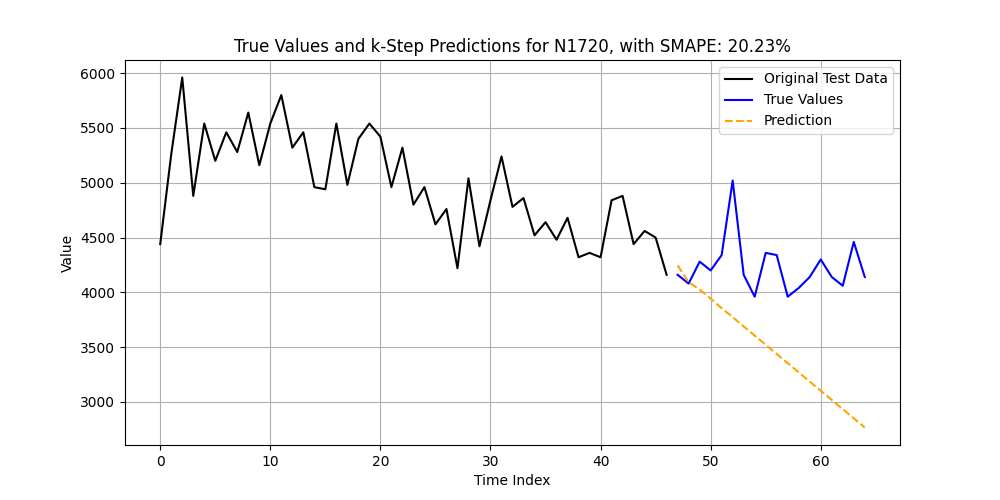 True Values and k-Step Predictions for N1720, with SMAPE: 20.23%
Original Test Data
True Values
Prediction
6000
5500
5000
4500
4000
3500
3000
Value
0 10 20 30 40 50 60
Time Index